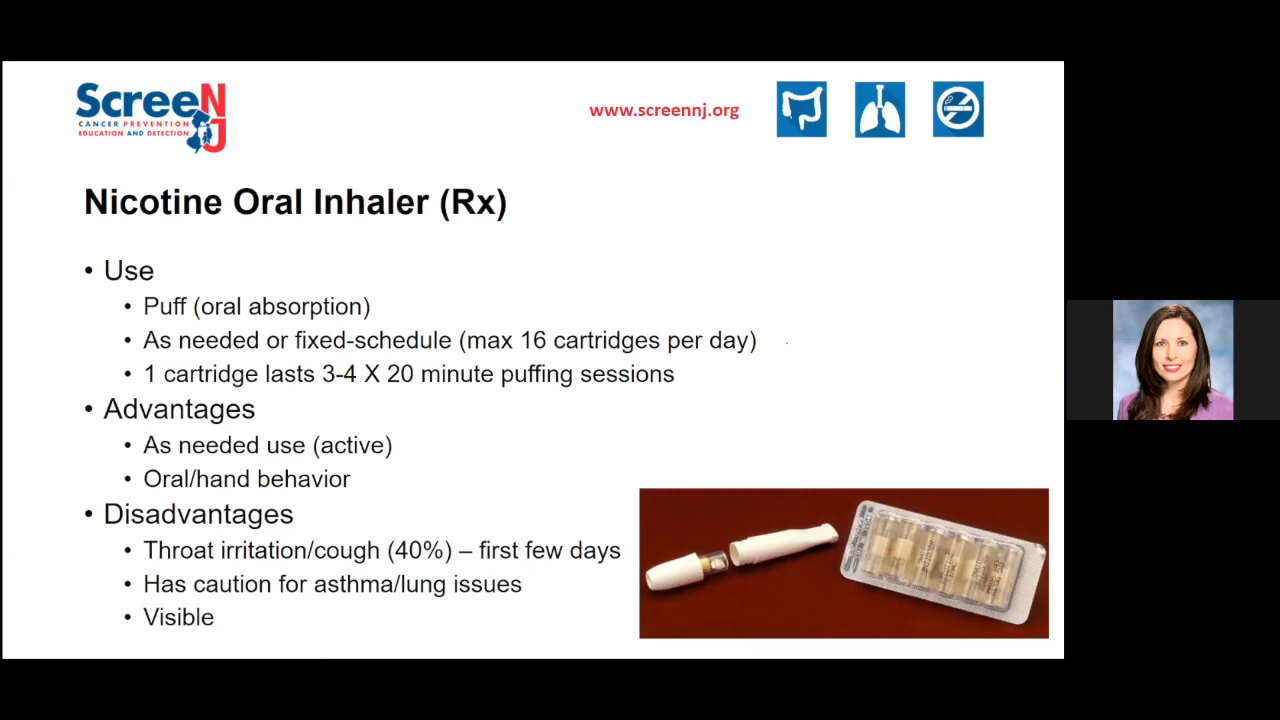 ScreeNJ
CANCER PREVENTION
EDUCATION AND DETECTION
www.screennj.org
Nicotine Oral Inhaler (Rx)
• Use
• Puff (oral absorption)
• As needed or fixed-schedule (max 16 cartridges per day)
• 1 cartridge lasts 3-4 X 20 minute puffing sessions
• Advantages
• As needed use (active)
• Oral/hand behavior
• Disadvantages
• Throat irritation/cough (40%) – first few days
• Has caution for asthma/lung issues
• Visible